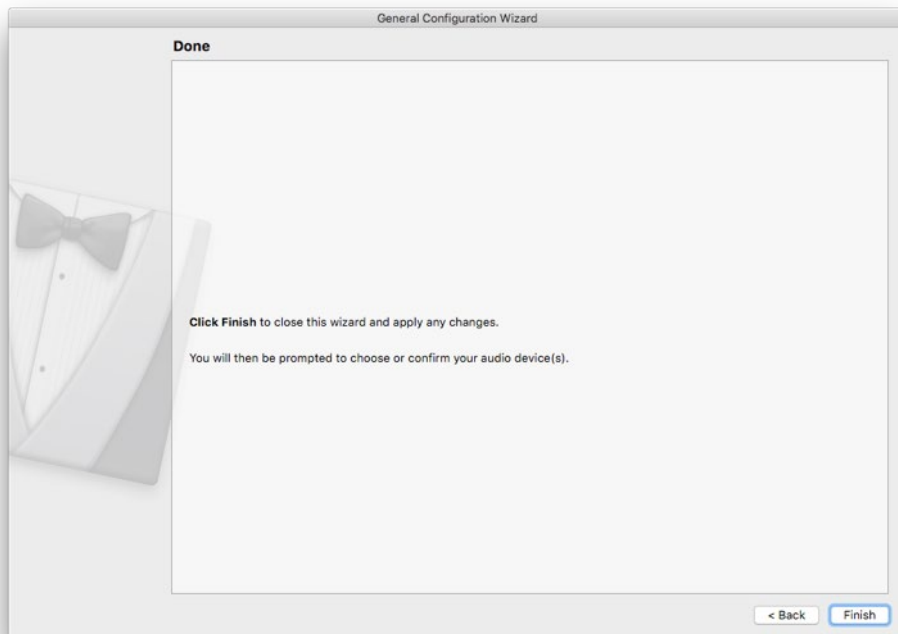 General Configuration Wizard
Done
Click Finish to close this wizard and apply any changes.
You will then be prompted to choose or confirm your audio device(s).
< Back
Finish